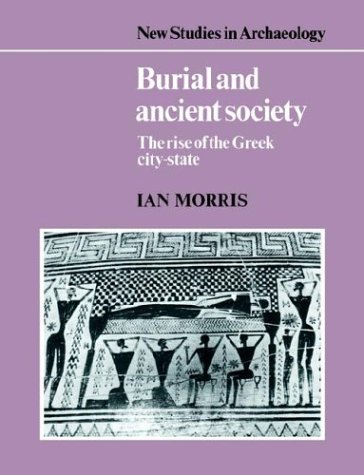 New Studies in Archaeology
Burial and
ancient society
The rise of the Greek
city-state
IAN MORRIS